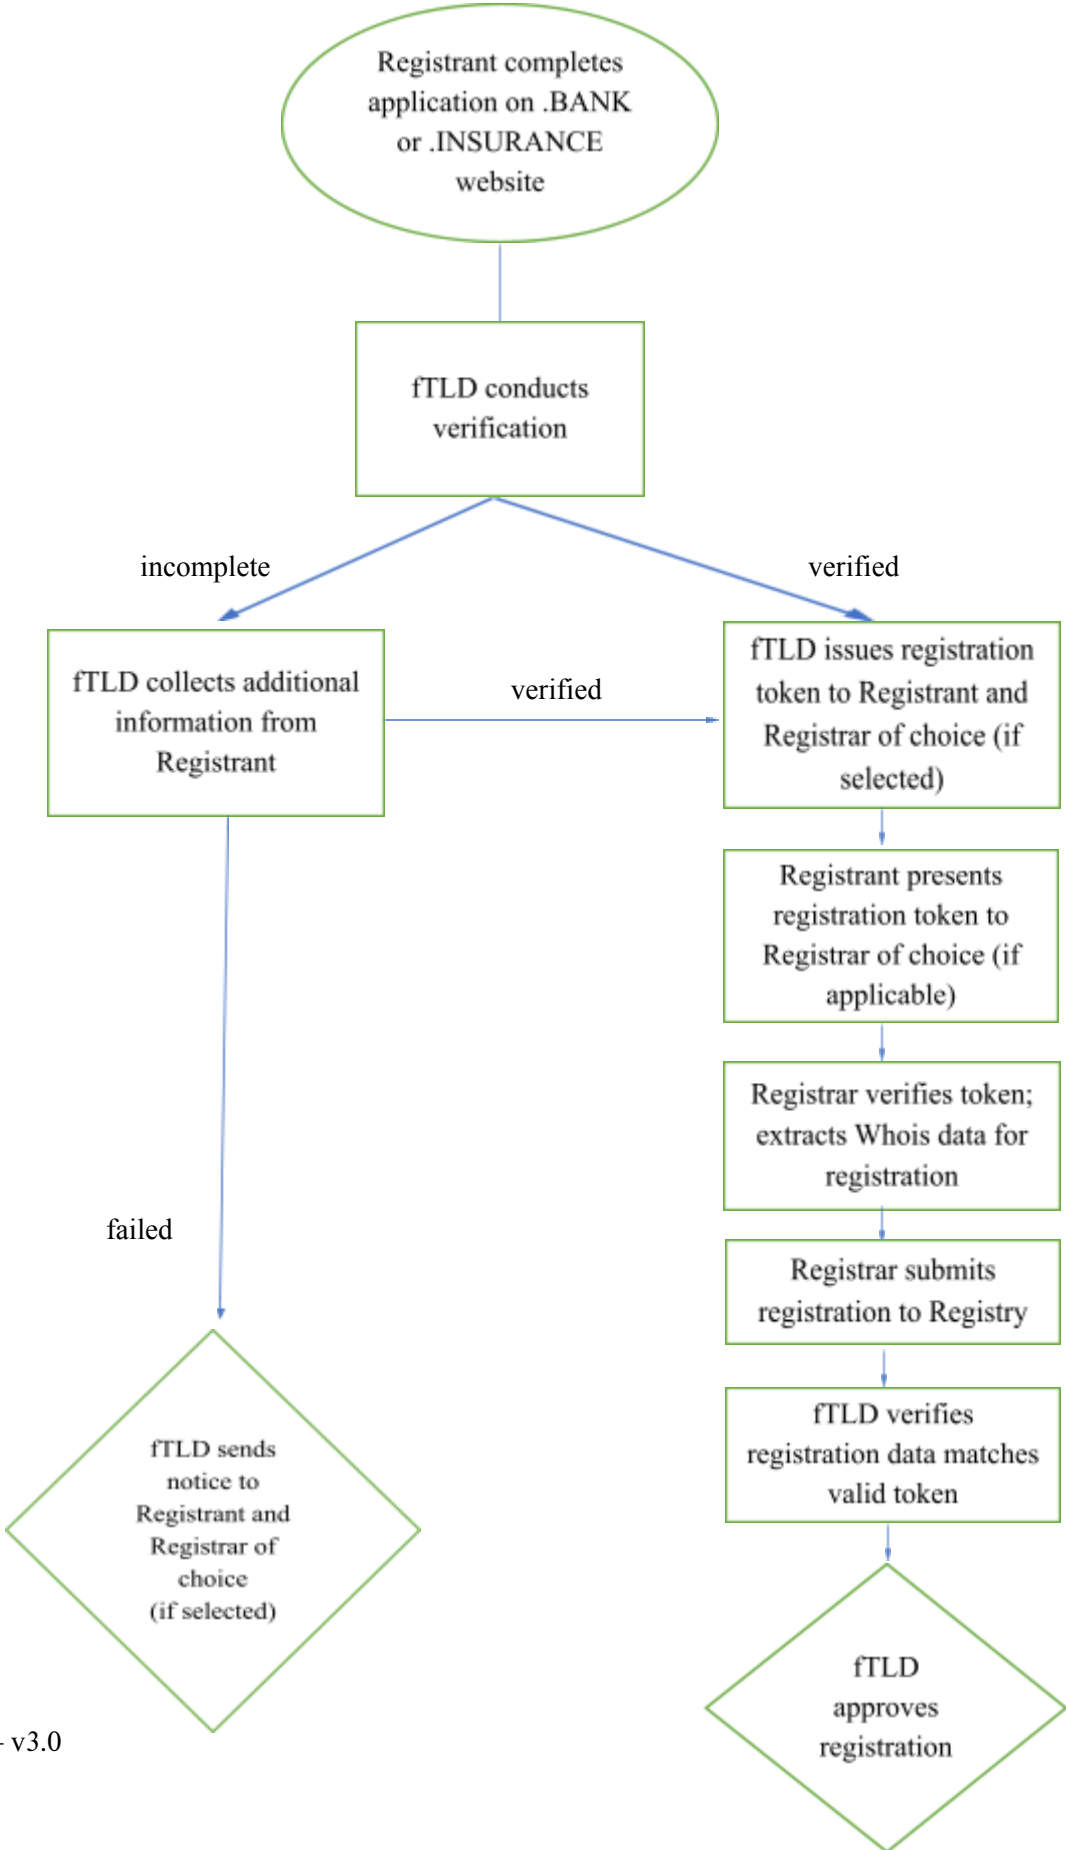 Registrant completes
application on .BANK
or .INSURANCE
website
fTLD conducts
verification
incomplete
verified
fTLD collects additional
information from
Registrant
verified
fTLD issues registration
token to Registrant and
Registrar of choice (if
selected)
Registrant presents
registration token to
Registrar of choice (if
applicable)
Registrar verifies token;
extracts Whois data for
registration
failed
Registrar submits
registration to Registry
fTLD verifies
registration data matches
valid token
fTLD sends
notice to
Registrant and
Registrar of
choice
(if selected)
fTLD
approves
registration
- v3.0